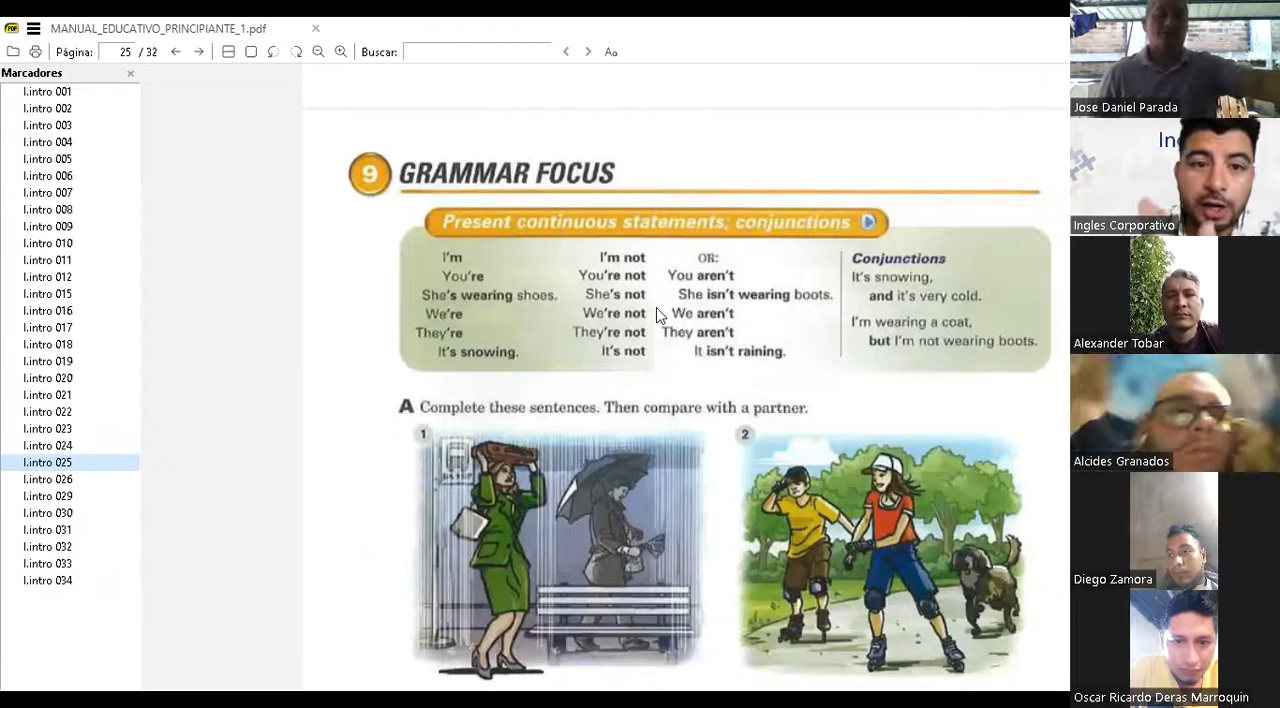 MANUAL_EDUCATIVO_PRINCIPIANTE_1.pdf
Página: 25 / 32
Buscar:
Aa
Marcadores
I.intro 001
I.intro 002
I.intro 003
I.intro 004
I.intro 005
I.intro 006
I.intro 007
I.intro 008
I.intro 009
I.intro 010
I.intro 011
I.intro 012
I.intro 015
I.intro 016
I.intro 017
I.intro 018
I.intro 019
I.intro 020
I.intro 021
I.intro 022
I.intro 023
I.intro 024
I.intro 025
I.intro 026
I.intro 029
I.intro 030
I.intro 031
I.intro 032
I.intro 033
I.intro 034
9 GRAMMAR FOCUS
Present continuous statements; conjunctions
I'm
You're
She's wearing shoes.
We're
They're
It's snowing.
I'm not
You're not
She's not
We're not
They're not
It's not
OR:
You aren't
She isn't wearing boots.
We aren't
They aren't
It isn't raining.
Conjunctions
It's snowing,
and it's very cold.
I'm wearing a coat,
but I'm not wearing boots.
A Complete these sentences. Then compare with a partner.
1
2
Jose Daniel Parada
In
Ingles Corporativo
Alexander Tobar
Alcides Granados
Diego Zamora
Oscar Ricardo Deras Marroquin